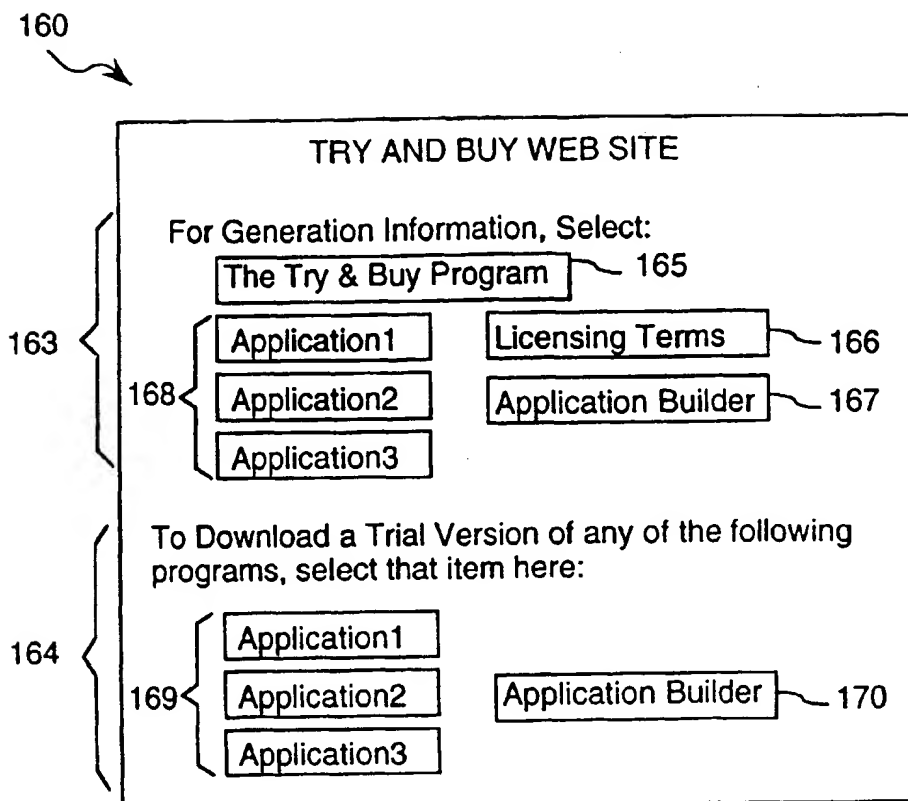 160
TRY AND BUY WEB SITE
For Generation Information, Select:
The Try & Buy Program
165
163
168
Application1
Licensing Terms
166
Application2
Application Builder
167
Application3
To Download a Trial Version of any of the following
programs, select that item here:
164
169
Application1
Application2
Application Builder
170
Application3